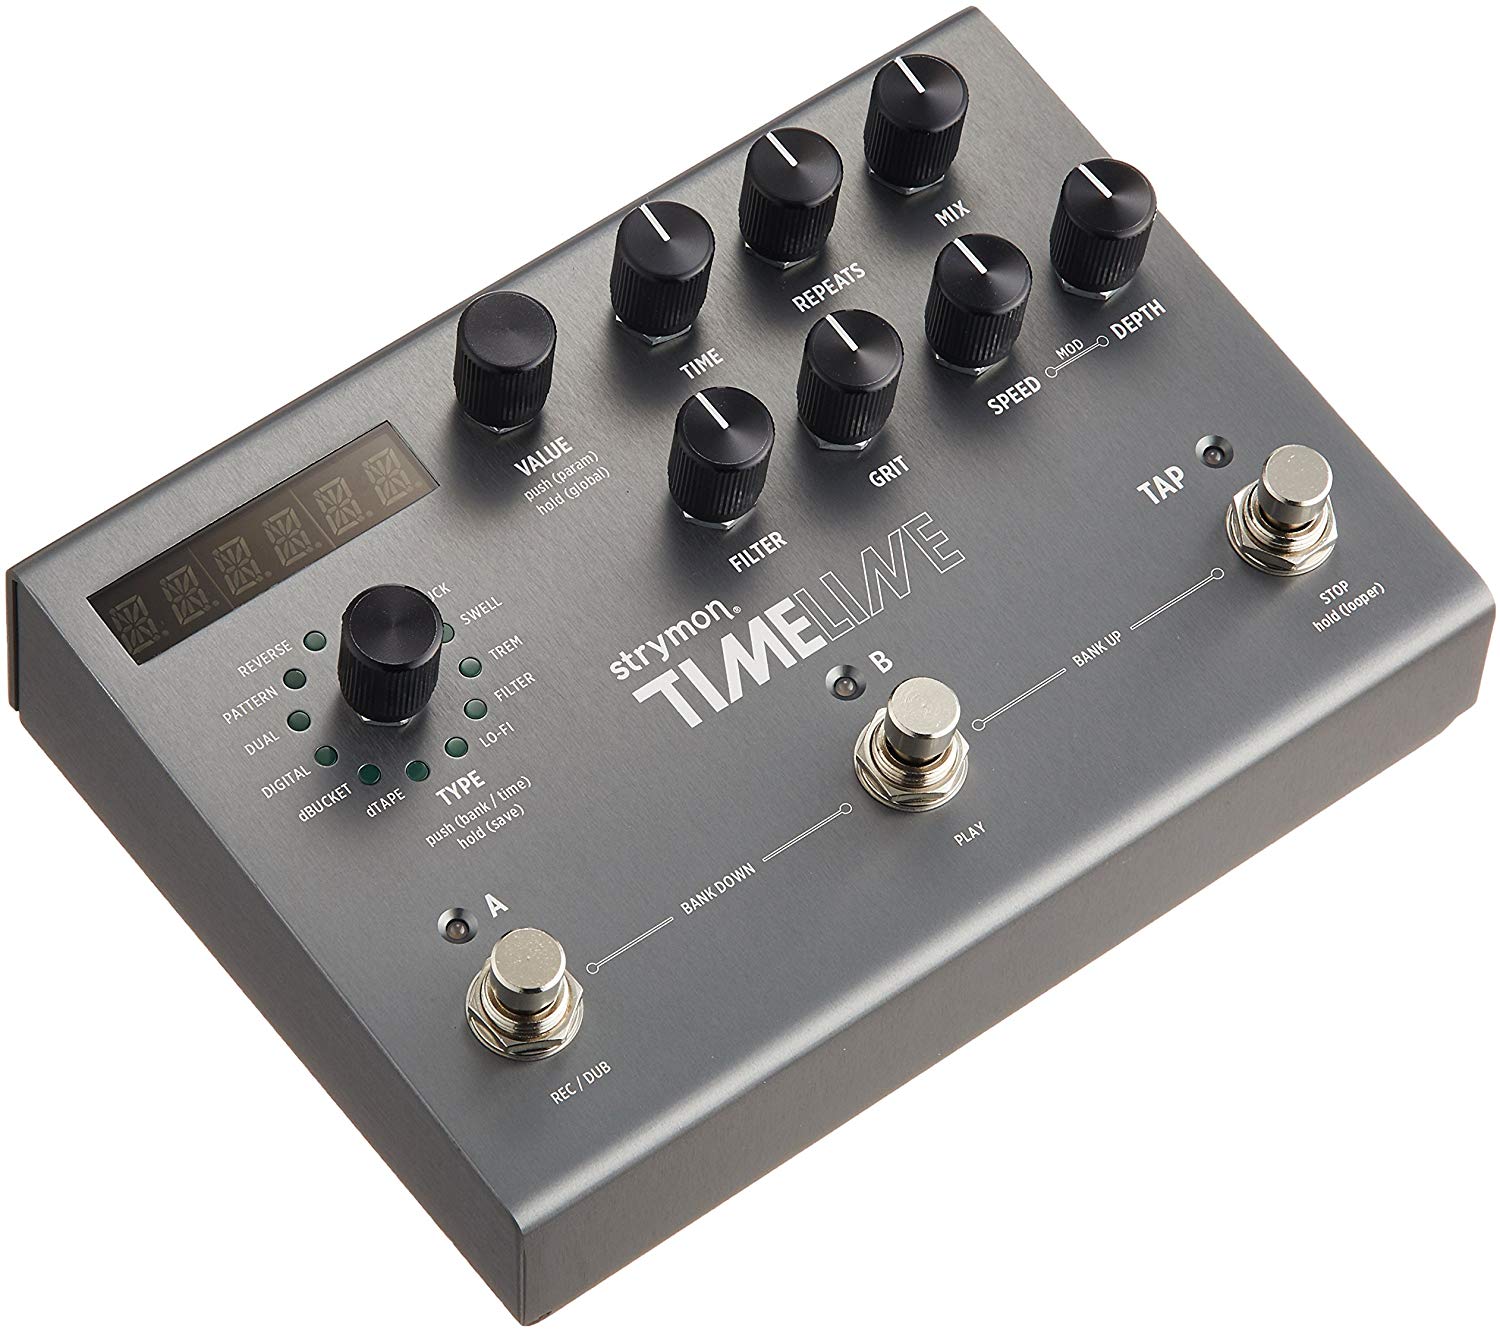 MIX
REPEATS
TIME
VALUE
push (param)
hold (global)
DEPTH
MOD
SPEED
GRIT
FILTER
TAP
STOP
hold (looper)
strymon®
TIMELINE
BANK UP
B
PLAY
SWELL
TREM
FILTER
LO-FI
REVERSE
PATTERN
DUAL
DIGITAL
dBUCKET
dTAPE
TYPE
push (bank / time)
hold (save)
BANK DOWN
A
REC / DUB